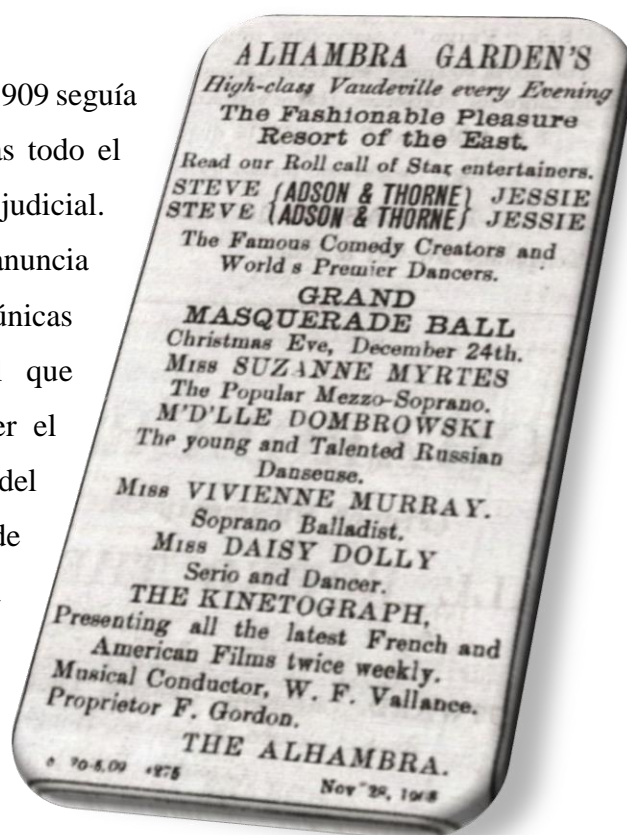 909 seguía
todo el
judicial.
anuncia
únicas
que
er el
del
de
ALHAMBRA GARDEN'S
High-class Vaudeville every Evening
The Fashionable Pleasure
Resort of the East.
Read our Roll call of Star entertainers.
STEVE {ADSON & THORNE} JESSIE
STEVE {ADSON & THORNE} JESSIE
The Famous Comedy Creators and
World s Premier Dancers.
GRAND
MASQUERADE BALL
Christmas Eve, December 24th.
Miss SUZANNE MYRTES
The Popular Mezzo-Soprano.
M'D'LLE DOMBROWSKI
The young and Talented Russian
Danseuse.
Miss VIVIENNE MURRAY.
Soprano Balladist.
Miss DAISY DOLLY
Serio and Dancer.
THE KINETOGRAPH,
Presenting all the latest French and
American Films twice weekly.
Musical Conductor, W. F. Vallance.
Proprietor F. Gordon.
THE ALHAMBRA.
Nov